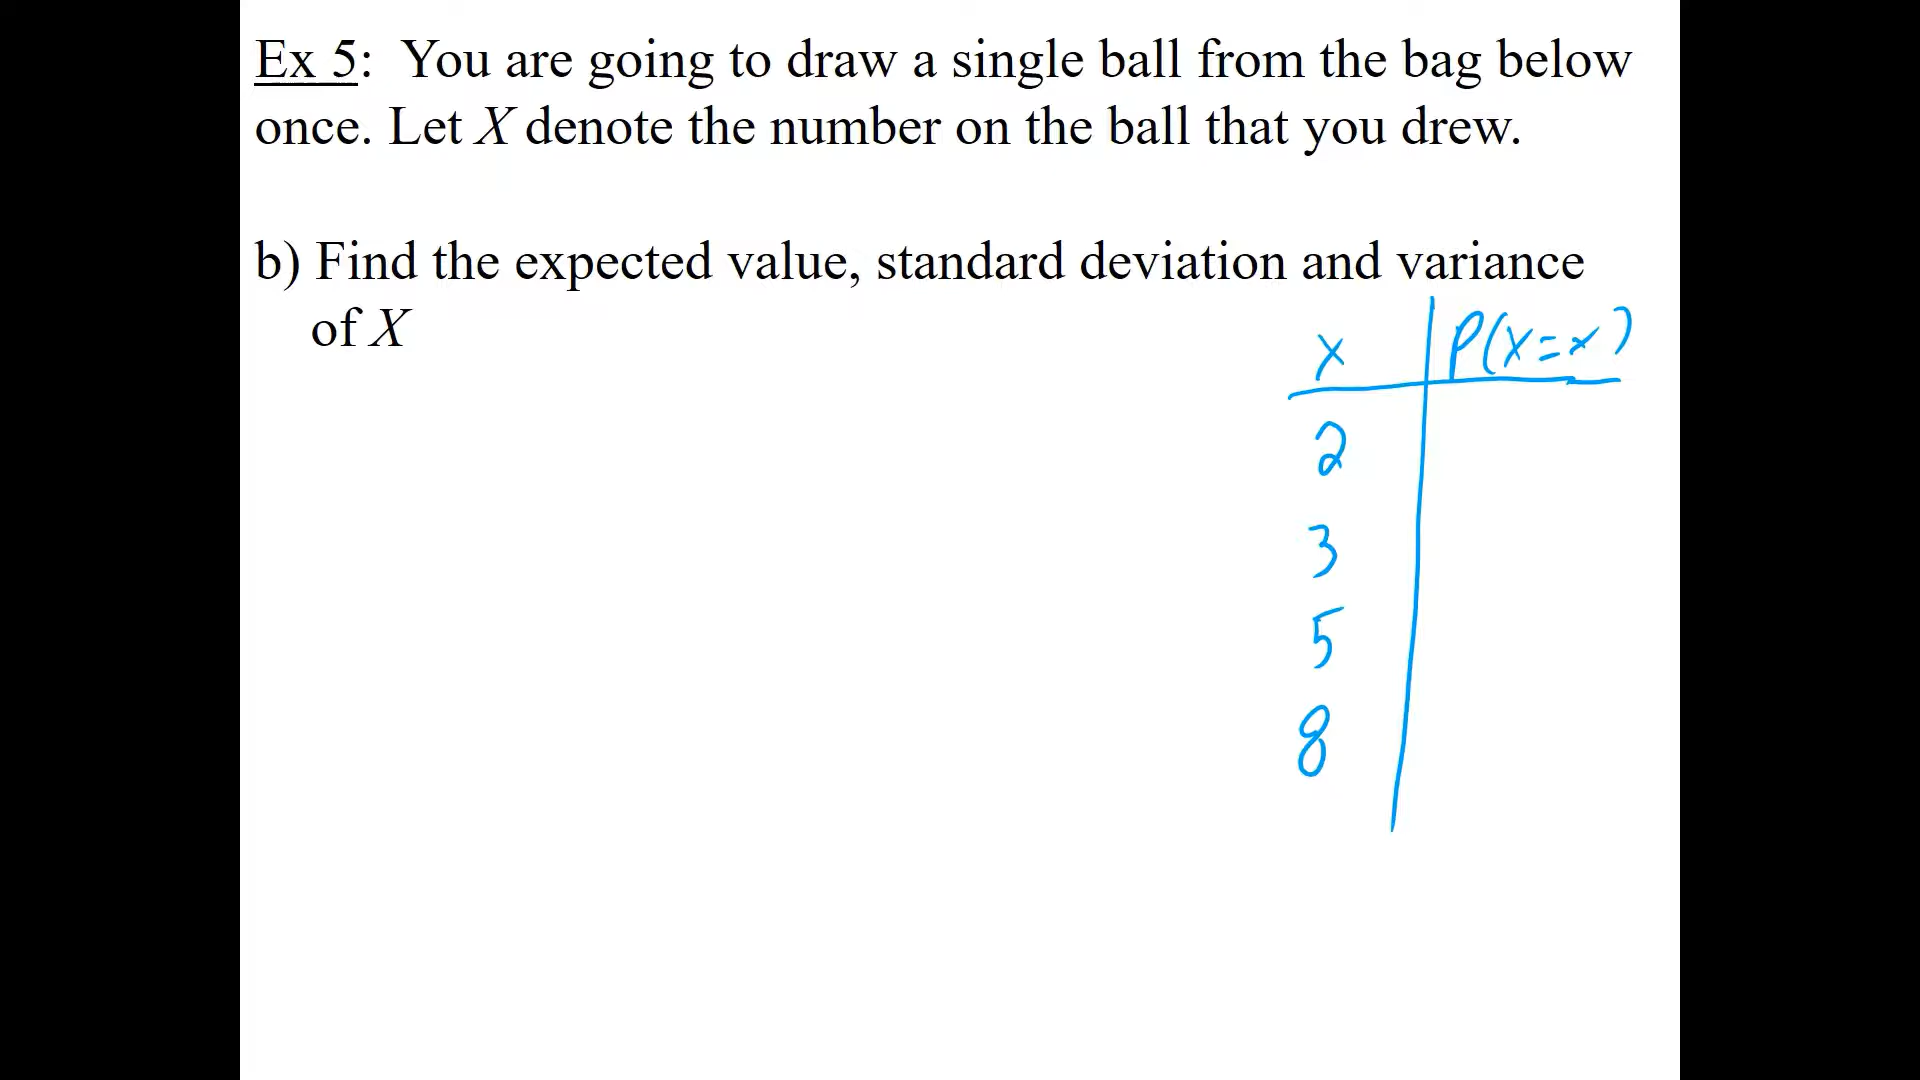 Ex 5: You are going to draw a single ball from the bag below
once. Let X denote the number on the ball that you drew.
b) Find the expected value, standard deviation and variance
of X
x P(X=x)
2
3
5
8